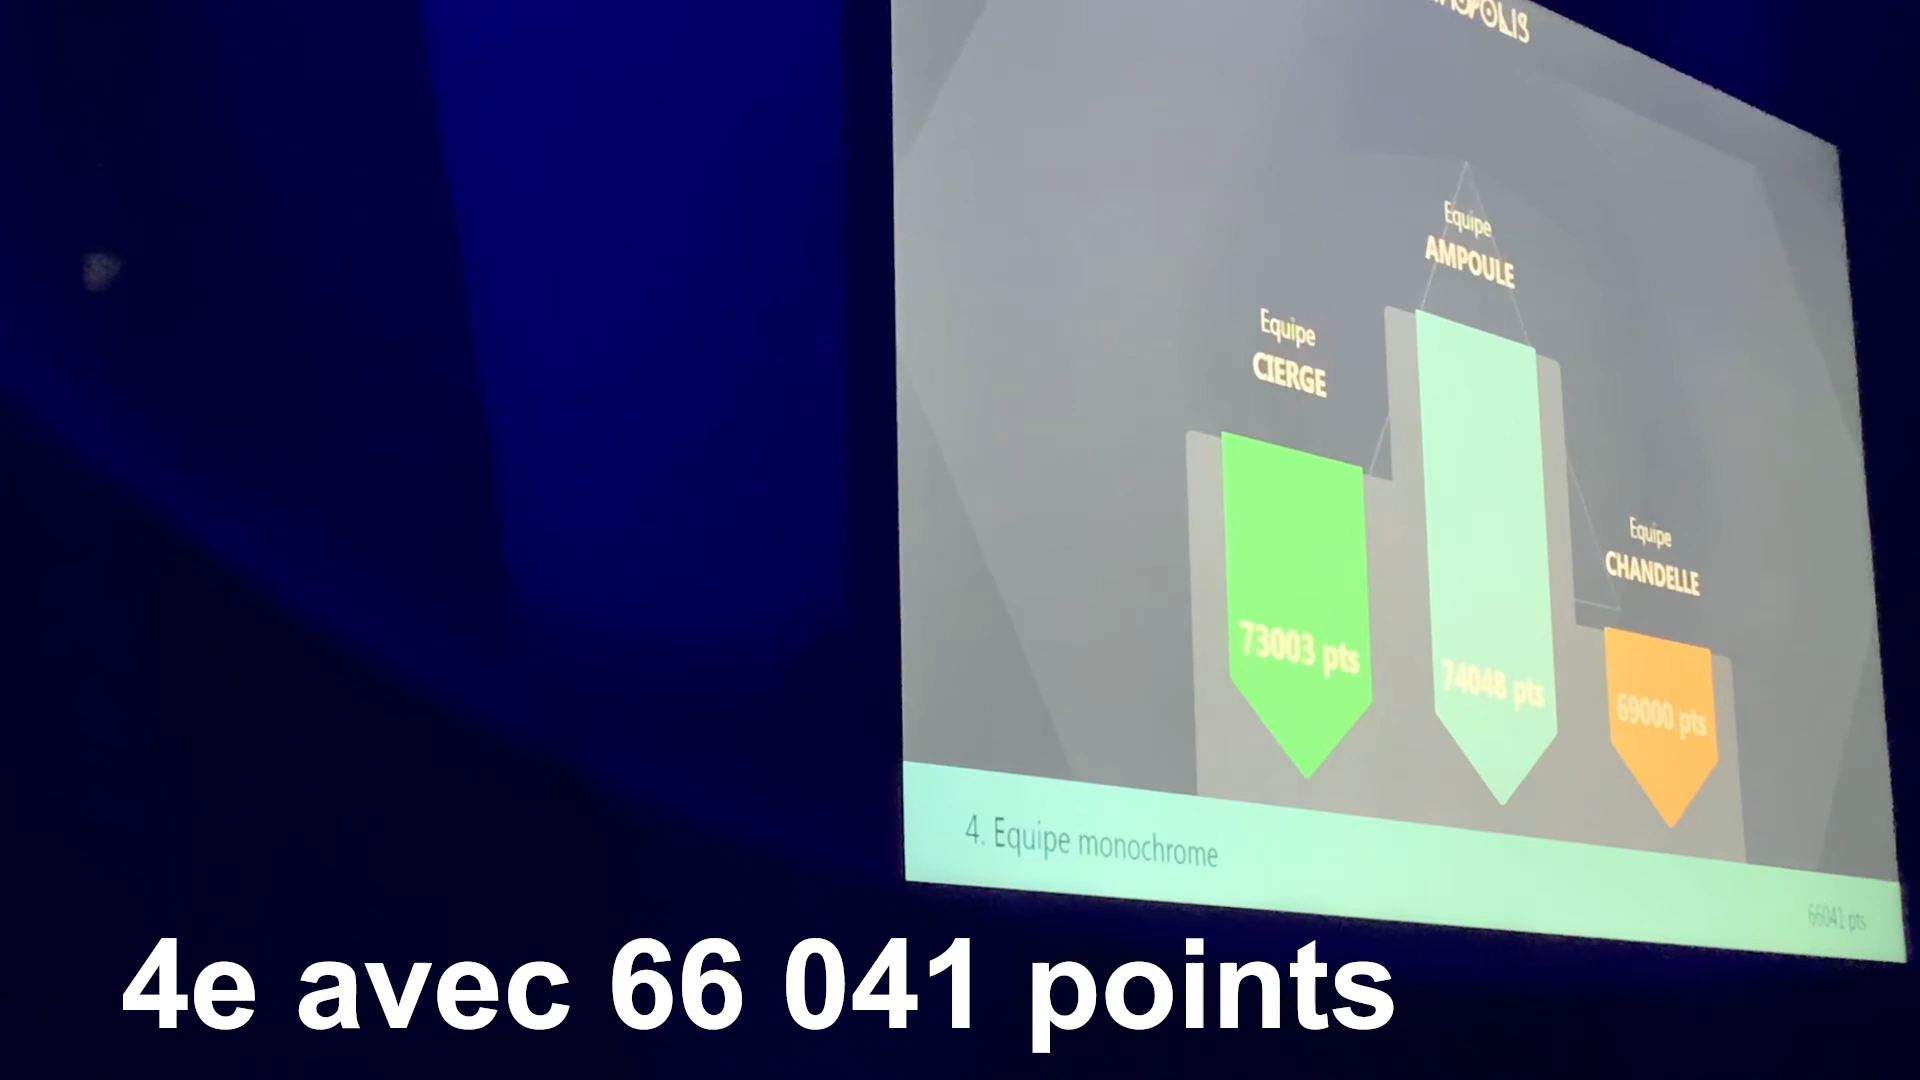 Equipe
AMPOULE
Equipe
CIERGE
Equipe
CHANDELLE
73003 pts
74048 pts
69000 pts
4. Equipe monochrome
66041 pts
4e avec 66 041 points